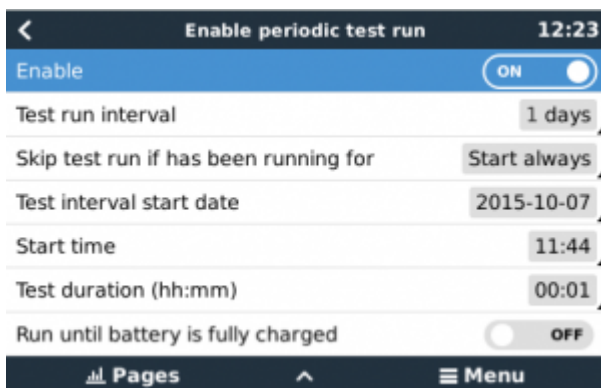 Enable periodic test run 12:23
Enable ON
Test run interval 1 days
Skip test run if has been running for Start always
Test interval start date 2015-10-07
Start time 11:44
Test duration (hh:mm) 00:01
Run until battery is fully charged OFF
Pages Menu